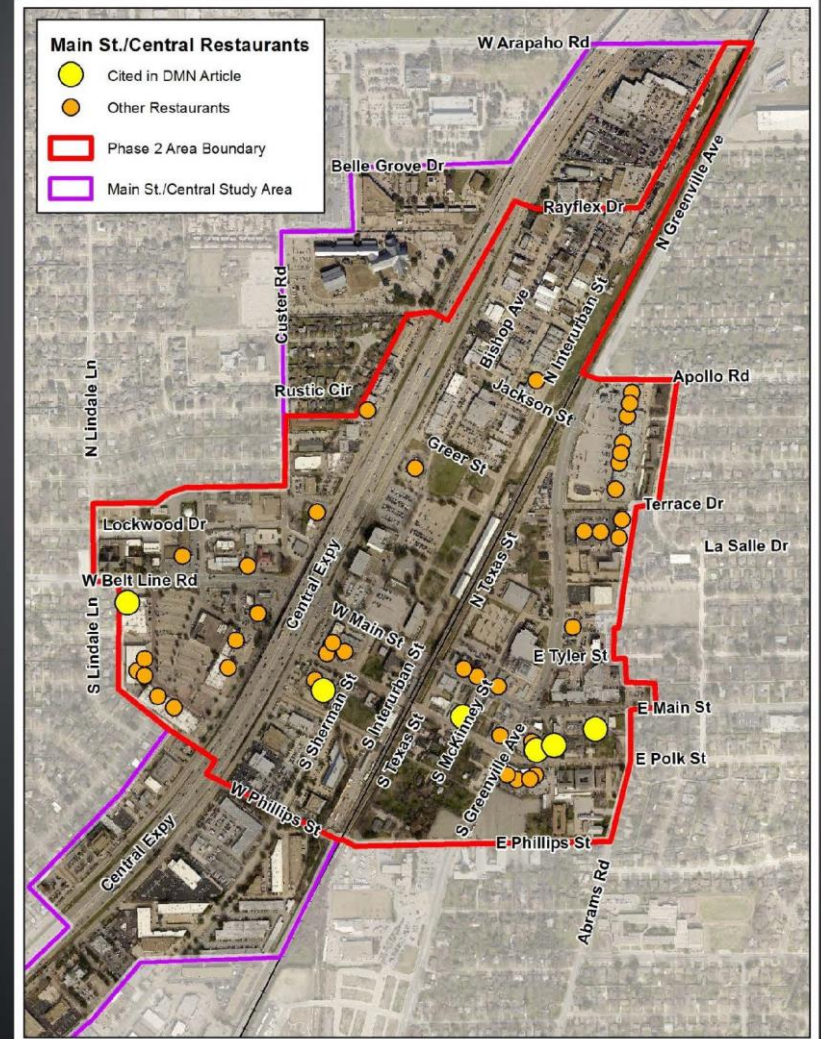 Main St./Central Restaurants
Cited in DMN Article
Other Restaurants
Phase 2 Area Boundary
Main St./Central Study Area
W Arapaho Rd
Belle Grove Dr
N Greenville Ave
Rayflex Dr
Custer Rd
Bishop Ave
N Interurban St
N Lindale Ln
Rustic Cir
Jackson St
Apollo Rd
Greer St
Lockwood Dr
Terrace Dr
Central Expy
N Texas St
La Salle Dr
W Belt Line Rd
S Lindale Ln
W Main St
E Tyler St
S Sherman St
S Interurban St
S Texas St
S McKinney St
E Main St
S Greenville Ave
E Polk St
W Phillips St
Central Expy
E Phillips St
Abrams Rd